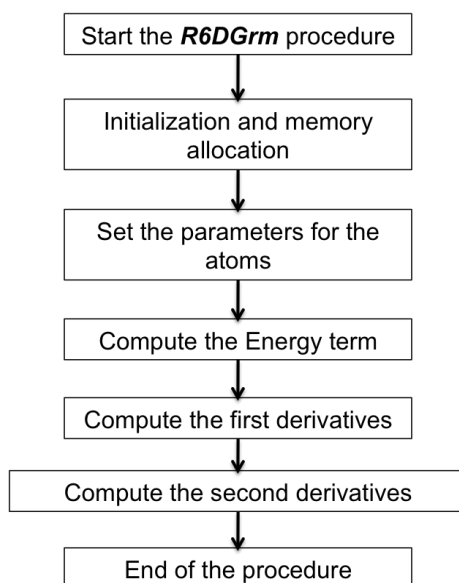 Start the R6DGrm procedure
Initialization and memory
allocation
Set the parameters for the
atoms
Compute the Energy term
Compute the first derivatives
Compute the second derivatives
End of the procedure